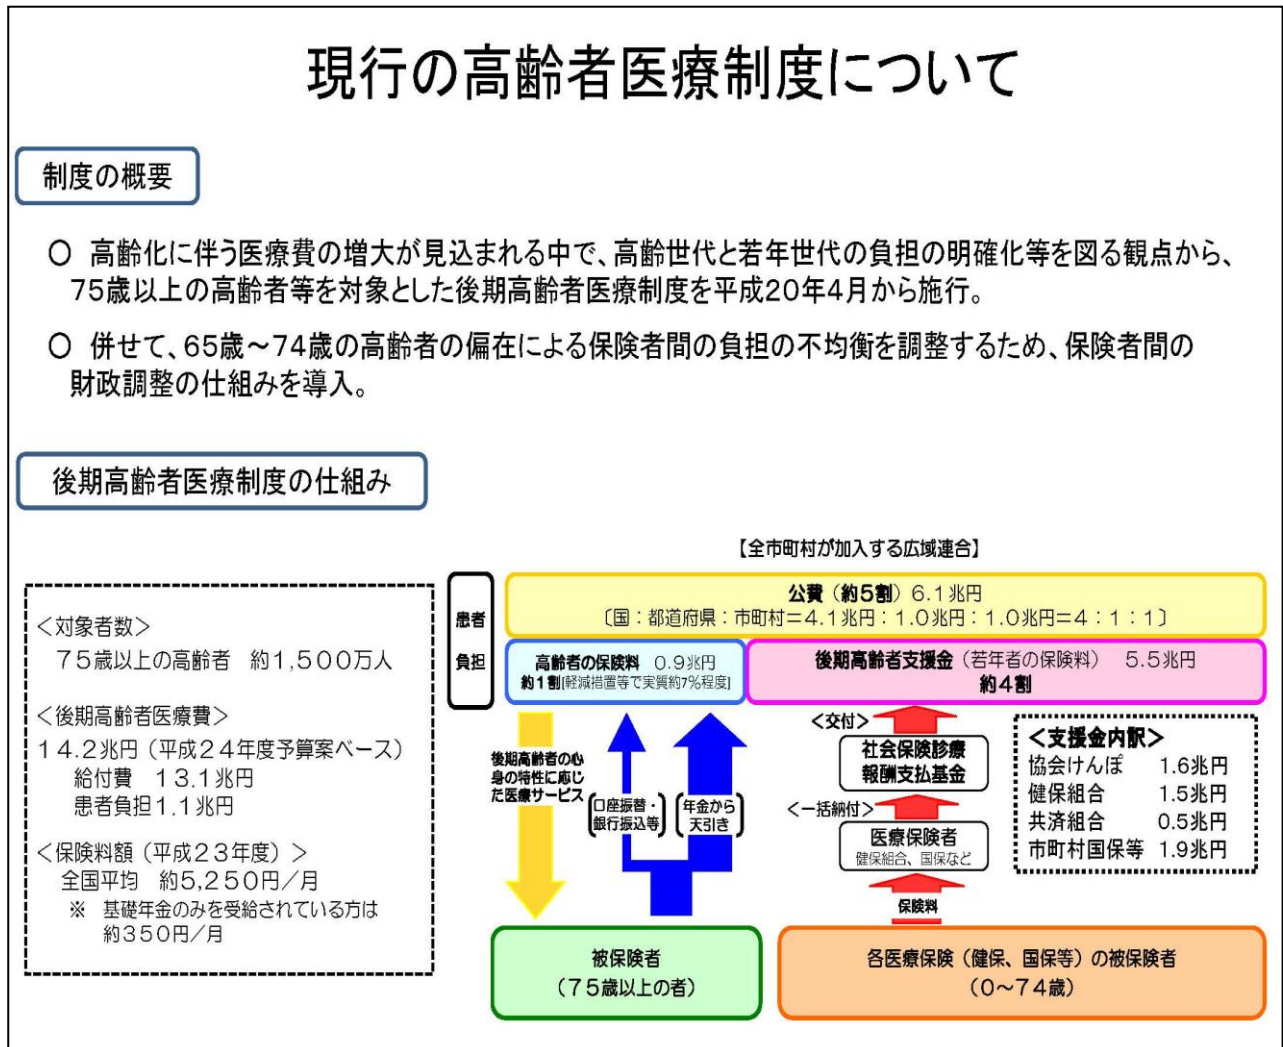 現行の高齢者医療制度について
制度の概要
○ 高齢化に伴う医療費の増大が見込まれる中で、高齢世代と若年世代の負担の明確化等を図る観点から、
75歳以上の高齢者等を対象とした後期高齢者医療制度を平成20年4月から施行。
○ 併せて、65歳～74歳の高齢者の偏在による保険者間の負担の不均衡を調整するため、保険者間の
財政調整の仕組みを導入。
後期高齢者医療制度の仕組み
＜対象者数＞
75歳以上の高齢者 約1,500万人
＜後期高齢者医療費＞
14.2兆円（平成24年度予算案ベース）
給付費 13.1兆円
患者負担1.1兆円
＜保険料額（平成23年度）＞
全国平均 約5,250円／月
※ 基礎年金のみを受給されている方は
約350円／月
【全市町村が加入する広域連合】
患者
負担
公費（約5割）6.1兆円
〔国：都道府県：市町村＝4.1兆円：1.0兆円：1.0兆円＝4：1：1〕
高齢者の保険料 0.9兆円
約1割[軽減措置等で実質約7％程度]
後期高齢者支援金（若年者の保険料） 5.5兆円
約4割
後期高齢者の心
身の特性に応じ
た医療サービス
口座振替・
銀行振込等
年金から
天引き
＜交付＞
社会保険診療
報酬支払基金
＜一括納付＞
医療保険者
健保組合、国保など
保険料
＜支援金内訳＞
協会けんぽ 1.6兆円
健保組合 1.5兆円
共済組合 0.5兆円
市町村国保等 1.9兆円
被保険者
（75歳以上の者）
各医療保険（健保、国保等）の被保険者
（0～74歳）